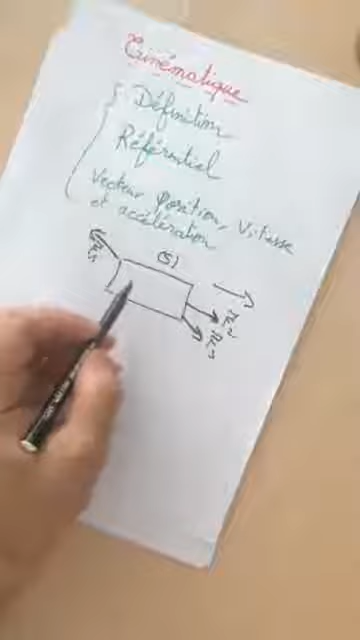 Cinématique
Définition
Référentiel
Vecteur Position, Vitesse
et accélération
(S)